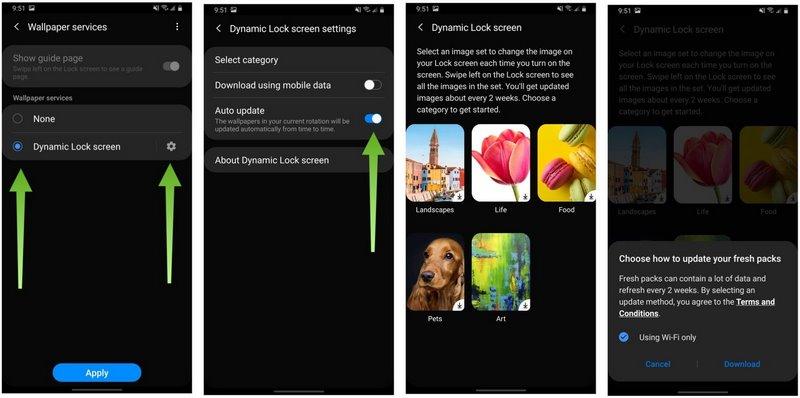 9:51
Wallpaper services
Show guide page
Swipe left on the Lock screen to see a guide
page.
Wallpaper services
None
Dynamic Lock screen
Apply
9:51
Dynamic Lock screen settings
Select category
Download using mobile data
Auto update
The wallpapers in your current rotation will be
updated automatically from time to time.
About Dynamic Lock screen
9:51
Dynamic Lock screen
Select an image set to change the image on
your Lock screen each time you turn on the
screen. Swipe left on the Lock screen to see
all the images in the set. You'll get updated
images about every 2 weeks. Choose a
category to get started.
Landscapes
Life
Food
Pets
Art
9:51
Dynamic Lock screen
Select an image set to change the image on
your Lock screen each time you turn on the
screen. Swipe left on the Lock screen to see
all the images in the set. You'll get updated
images about every 2 weeks. Choose a
category to get started.
Landscapes
Life
Food
Choose how to update your fresh packs
Fresh packs can contain a lot of data and
refresh every 2 weeks. By selecting an
update method, you agree to the Terms and
Conditions.
Using Wi-Fi only
Cancel
Download